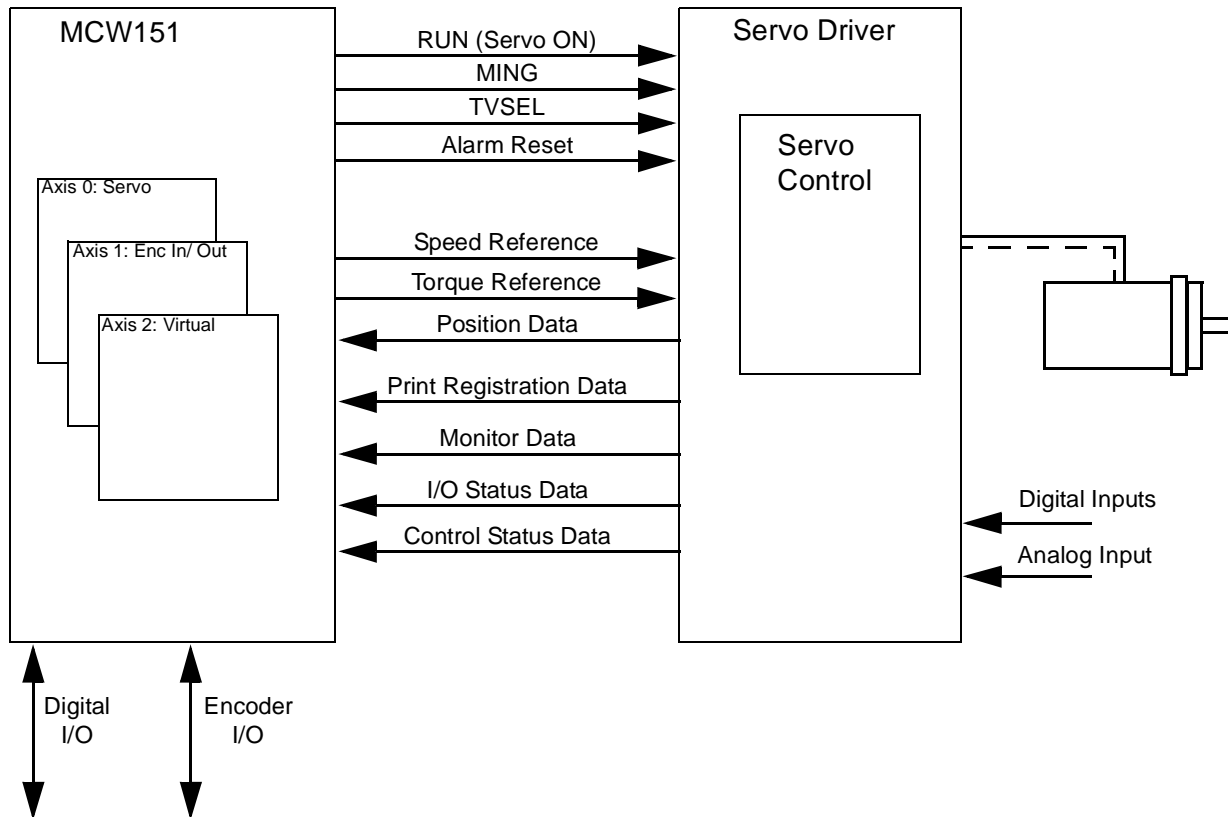 MCW151
Servo Driver
RUN (Servo ON)
MING
TVSEL
Alarm Reset
Servo
Control
Axis 0: Servo
Axis 1: Enc In/ Out
Axis 2: Virtual
Speed Reference
Torque Reference
Position Data
Print Registration Data
Monitor Data
I/O Status Data
Control Status Data
Digital Inputs
Analog Input
Digital
I/O
Encoder
I/O